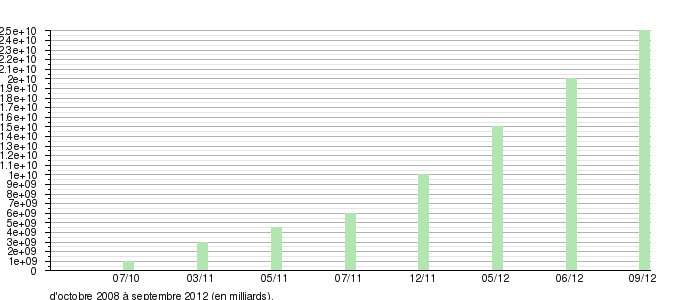 2.5e+10
2.4e+10
2.3e+10
2.2e+10
2.1e+10
2e+10
1.9e+10
1.8e+10
1.7e+10
1.6e+10
1.5e+10
1.4e+10
1.3e+10
1.2e+10
1.1e+10
1e+10
9e+09
8e+09
7e+09
6e+09
5e+09
4e+09
3e+09
2e+09
1e+09
0
07/10 03/11 05/11 07/11 12/11 05/12 06/12 09/12
d'octobre 2008 à septembre 2012 (en milliards).